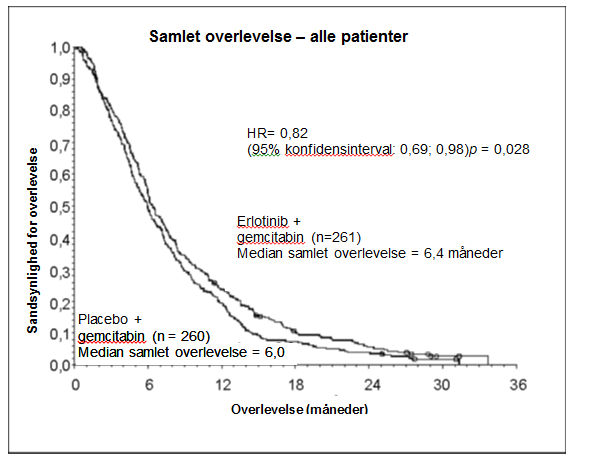 Samlet overlevelse – alle patienter
Sandsynlighed for overlevelse
1,0
0,9
0,8
0,7
0,6
0,5
0,4
0,3
0,2
0,1
0,0
HR= 0,82
(95% konfidensinterval: 0,69; 0,98)p = 0,028
Erlotinib +
gemcitabin (n=261)
Median samlet overlevelse = 6,4 måneder
Placebo +
gemcitabin (n = 260)
Median samlet overlevelse = 6,0
0 6 12 18 24 30 36
Overlevelse (måneder)